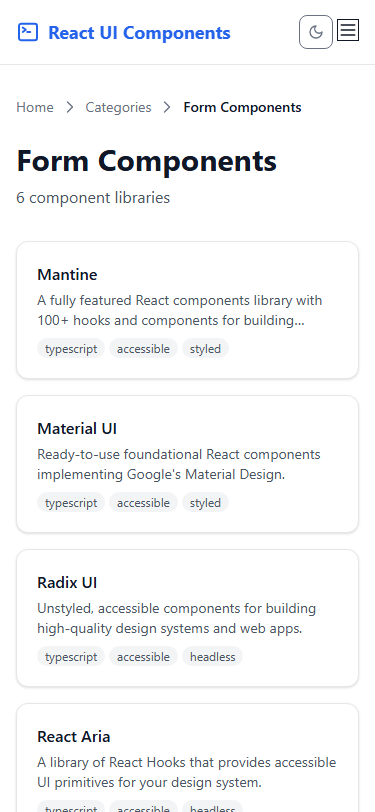 React UI Components
Home > Categories > Form Components
Form Components
6 component libraries
Mantine
A fully featured React components library with
100+ hooks and components for building...
typescript accessible styled
Material UI
Ready-to-use foundational React components
implementing Google's Material Design.
typescript accessible styled
Radix UI
Unstyled, accessible components for building
high-quality design systems and web apps.
typescript accessible headless
React Aria
A library of React Hooks that provides accessible
UI primitives for your design system.
typescript accessible headless